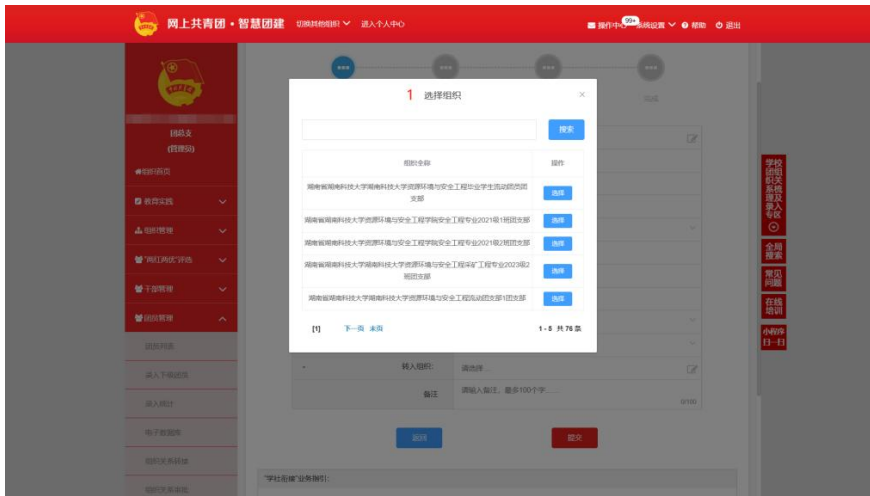 网上共青团·智慧团建 切换其他组织 进入个人中心 操作中心 99+ 系统设置 帮助 退出
1 选择组织
搜索
组织全称 操作
湖南省湖南科技大学湖南科技大学资源环境与安全工程毕业学生流动团员团
支部
选择
湖南省湖南科技大学资源环境与安全工程学院安全工程专业2021级1班团支部 选择
湖南省湖南科技大学资源环境与安全工程学院安全工程专业2021级2班团支部 选择
湖南省湖南科技大学湖南科技大学资源环境与安全工程采矿工程专业2023级2
班团支部
选择
湖南省湖南科技大学湖南科技大学资源环境与安全工程流动团支部1团支部 选择
[1] 下一页 末页 1-5 共76条
团总支
(管理员)
组织首页
教育实践
组织管理
"两红两优"评选
干部管理
团员管理
团员列表
录入下级团员
录入统计
电子数据库
组织关系转接
组织关系审批
完成
- 转入组织: 请选择...
备注 请输入备注，最多100个字......
0/100
返回 提交
"学社衔接"业务指引:
学校
团组
织关
系梳
理及
录入
专区
全局
搜索
常见
问题
在线
培训
小程序
扫一扫